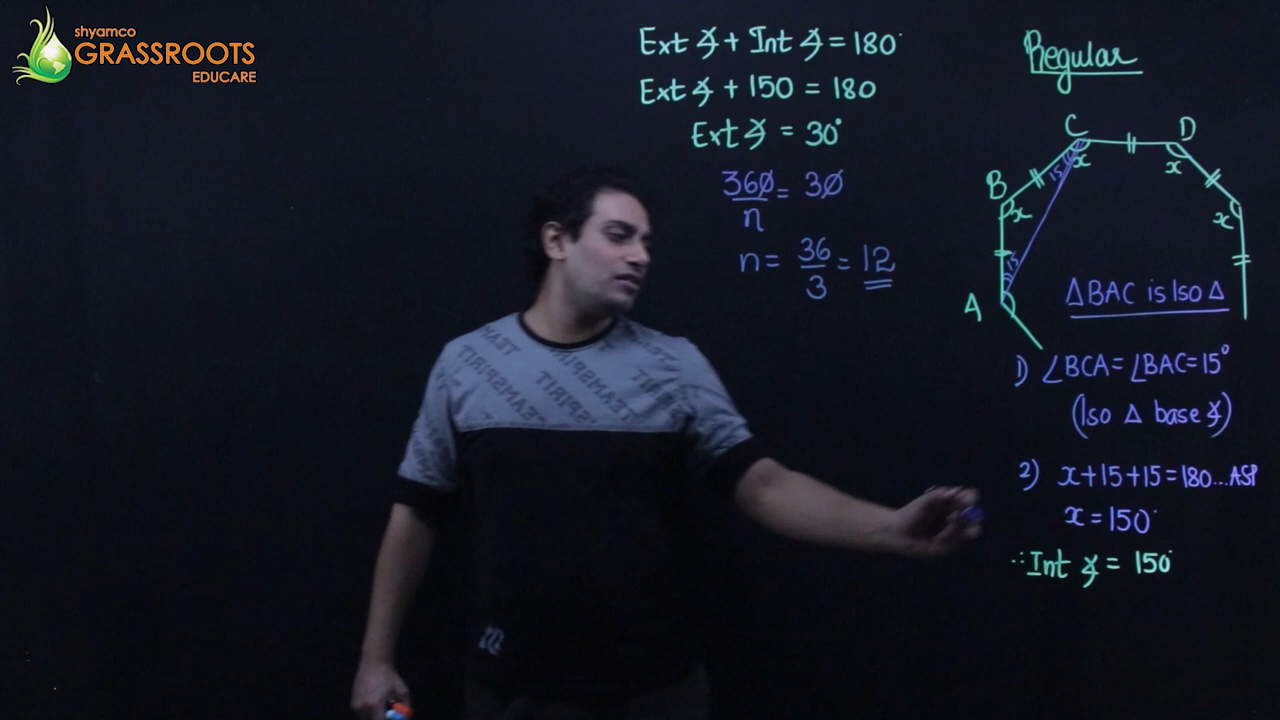 shyamco
GRASSROOTS
EDUCARE
Ext ∡ + Int ∡ = 180°
Ext ∡ + 150 = 180
Ext ∡ = 30°
360/n = 30
n = 36/3 = 12
Regular
C
D
B
A
x
x
x
x
15
15
ΔBAC is Iso Δ
1) ∠BCA = ∠BAC = 15°
(Iso Δ base ∡)
2) x + 15 + 15 = 180...ASP
x = 150°
∴ Int ∡ = 150°
TEAMSPIRIT